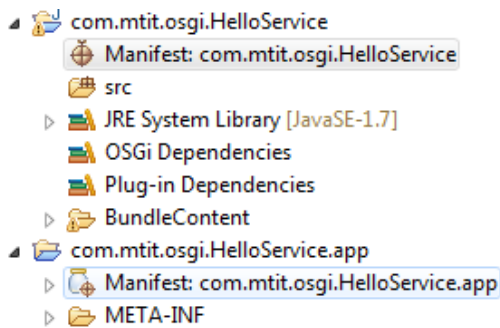 com.mtit.osgi.HelloService
Manifest: com.mtit.osgi.HelloService
src
JRE System Library [JavaSE-1.7]
OSGi Dependencies
Plug-in Dependencies
BundleContent
com.mtit.osgi.HelloService.app
Manifest: com.mtit.osgi.HelloService.app
META-INF